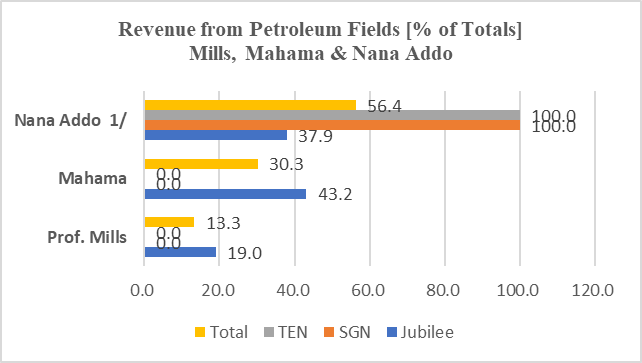 Revenue from Petroleum Fields [% of Totals]
Mills, Mahama & Nana Addo
Nana Addo 1/
56.4
100.0
100.0
37.9
Mahama
30.3
0.0
0.0
43.2
Prof. Mills
13.3
0.0
0.0
19.0
0.0 20.0 40.0 60.0 80.0 100.0 120.0
Total TEN SGN Jubilee